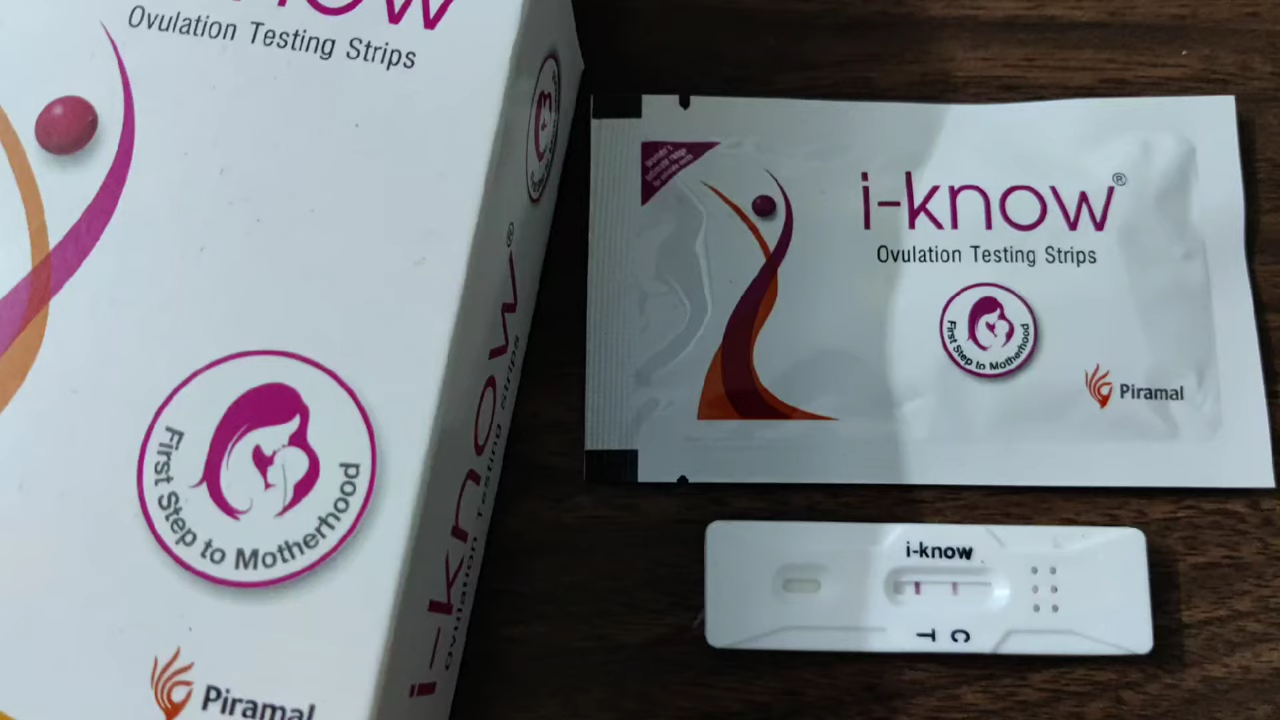 Ovulation Testing Strips
First Step to Motherhood
Piramal
i-know®
Ovulation Testing Strips
i-know®
Ovulation Testing Strips
First Step to Motherhood
Piramal
i-know
T C